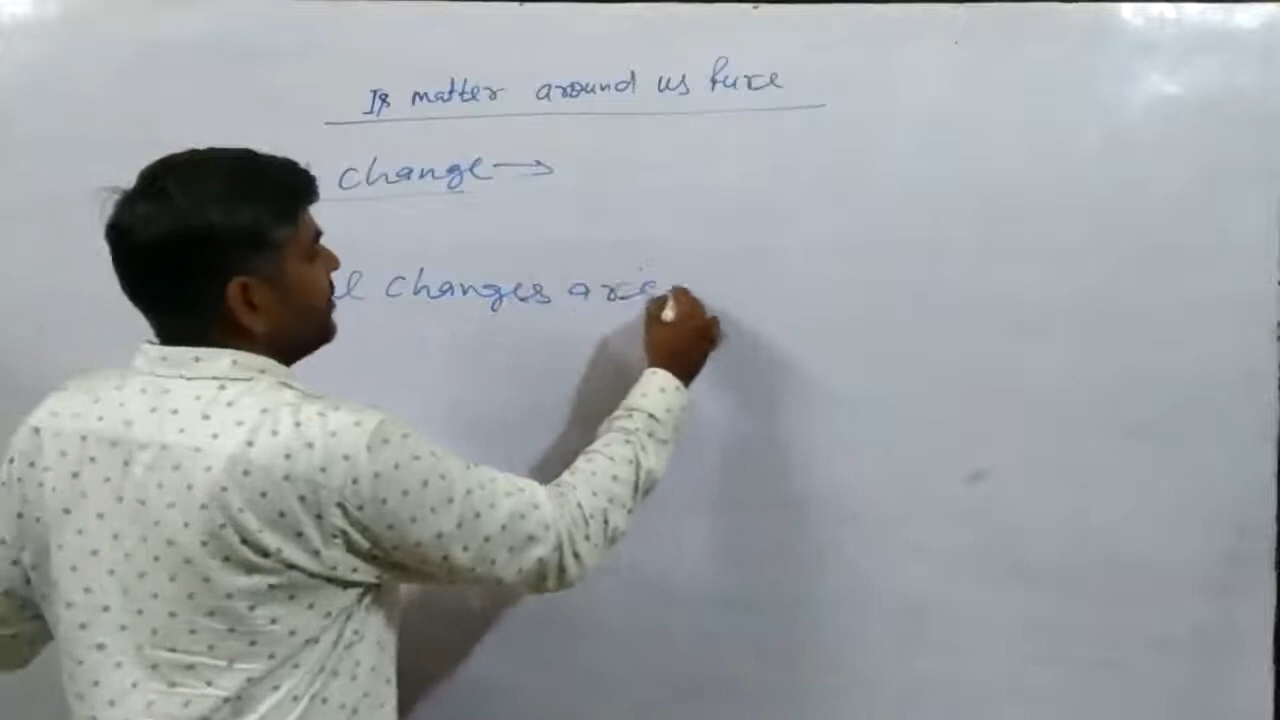 Is matter around us Pure
change →
l changes are